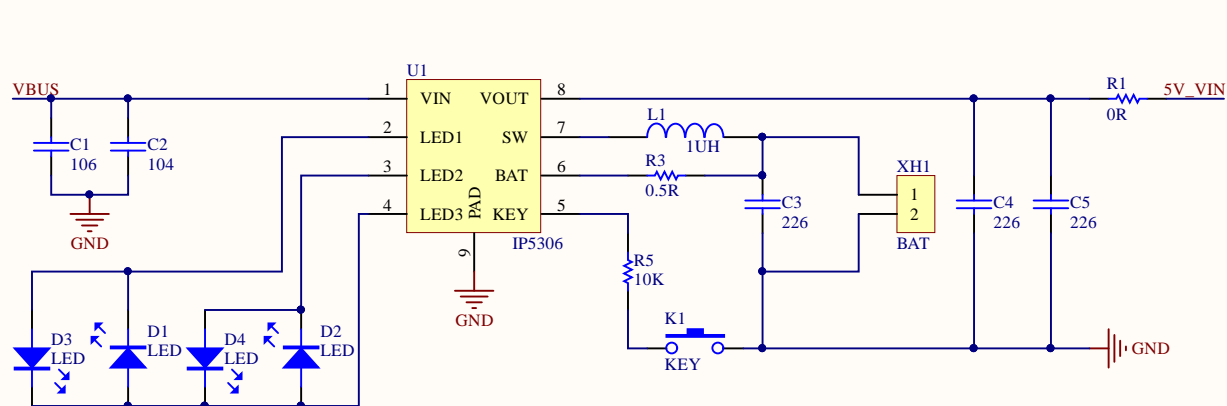 U1
VBUS
1
VIN
VOUT
8
R1
5V_VIN
0R
2
LED1
SW
7
L1
1UH
C1
106
C2
104
3
LED2
BAT
6
R3
0.5R
XH1
1
2
BAT
4
LED3
PAD
KEY
5
C3
226
C4
226
C5
226
GND
9
IP5306
R5
10K
GND
D3
LED
D1
LED
D4
LED
D2
LED
K1
KEY
GND